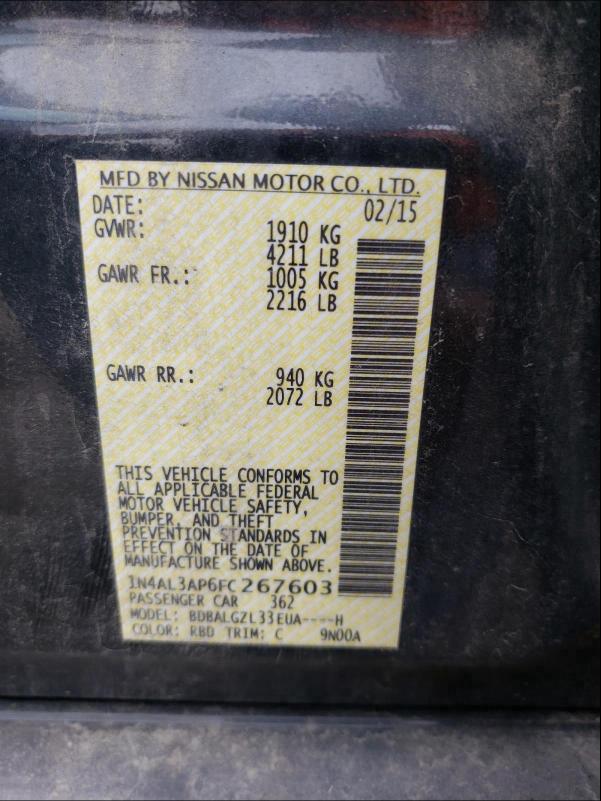 MFD BY NISSAN MOTOR CO., LTD.
DATE: 02/15
GVWR: 1910 KG
4211 LB
GAWR FR.: 1005 KG
2216 LB
GAWR RR.: 940 KG
2072 LB
THIS VEHICLE CONFORMS TO
ALL APPLICABLE FEDERAL
MOTOR VEHICLE SAFETY,
BUMPER, AND THEFT
PREVENTION STANDARDS IN
EFFECT ON THE DATE OF
MANUFACTURE SHOWN ABOVE.
1N4AL3AP6FC267603
PASSENGER CAR 362
MODEL: BDBALGZL33EUA----H
COLOR: RBD TRIM: C 9N00A